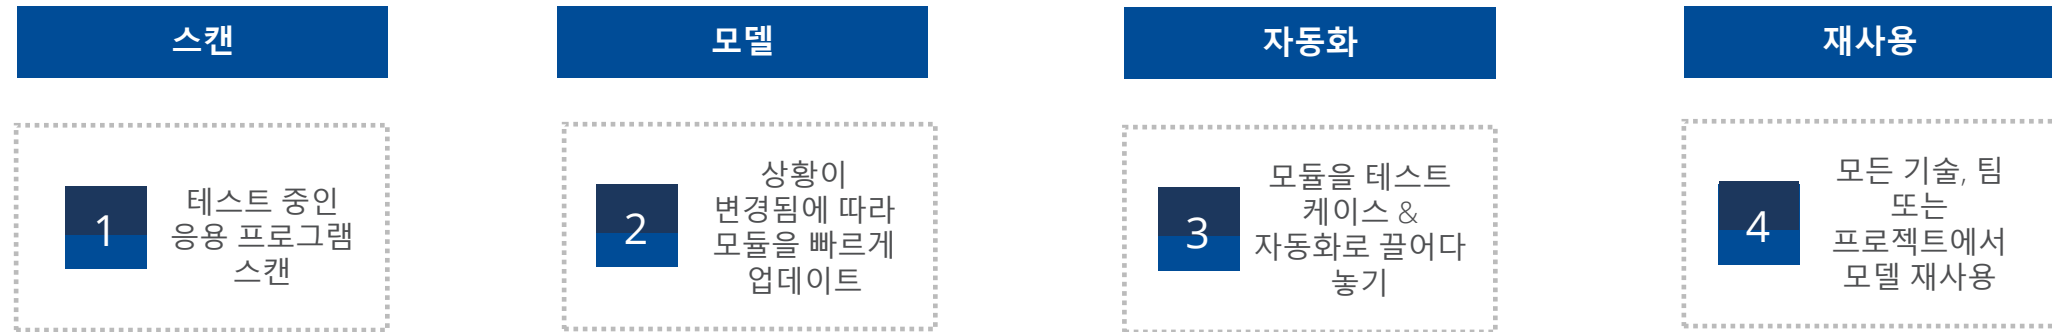 스캔
모델
자동화
재사용
1
테스트 중인
응용 프로그램
스캔
2
상황이
변경됨에 따라
모듈을 빠르게
업데이트
3
모듈을 테스트
케이스 &
자동화로 끌어다
놓기
4
모든 기술, 팀
또는
프로젝트에서
모델 재사용